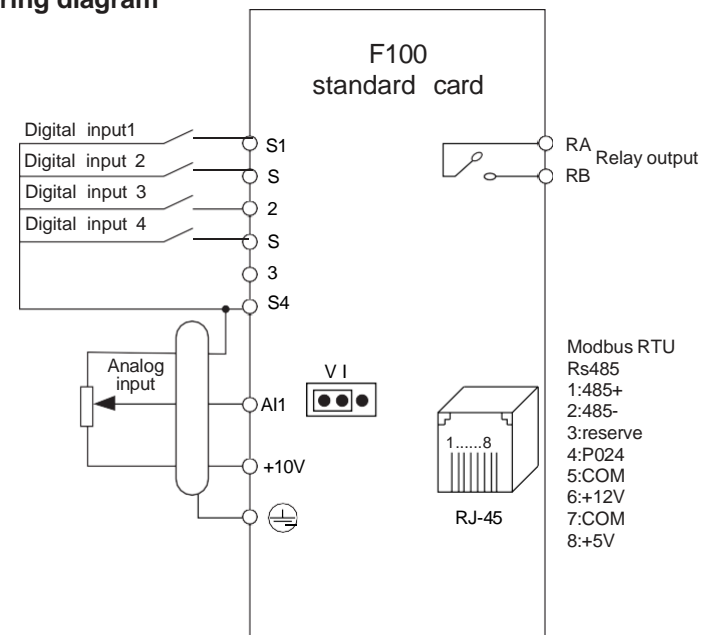 ring diagram
F100
standard card
Digital input1
Digital input 2
Digital input 3
Digital input 4
S1
S
2
S
3
S4
RA
RB
Relay output
Analog
input
AI1
+10V
V I
1......8
RJ-45
Modbus RTU
Rs485
1:485+
2:485-
3:reserve
4:P024
5:COM
6:+12V
7:COM
8:+5V